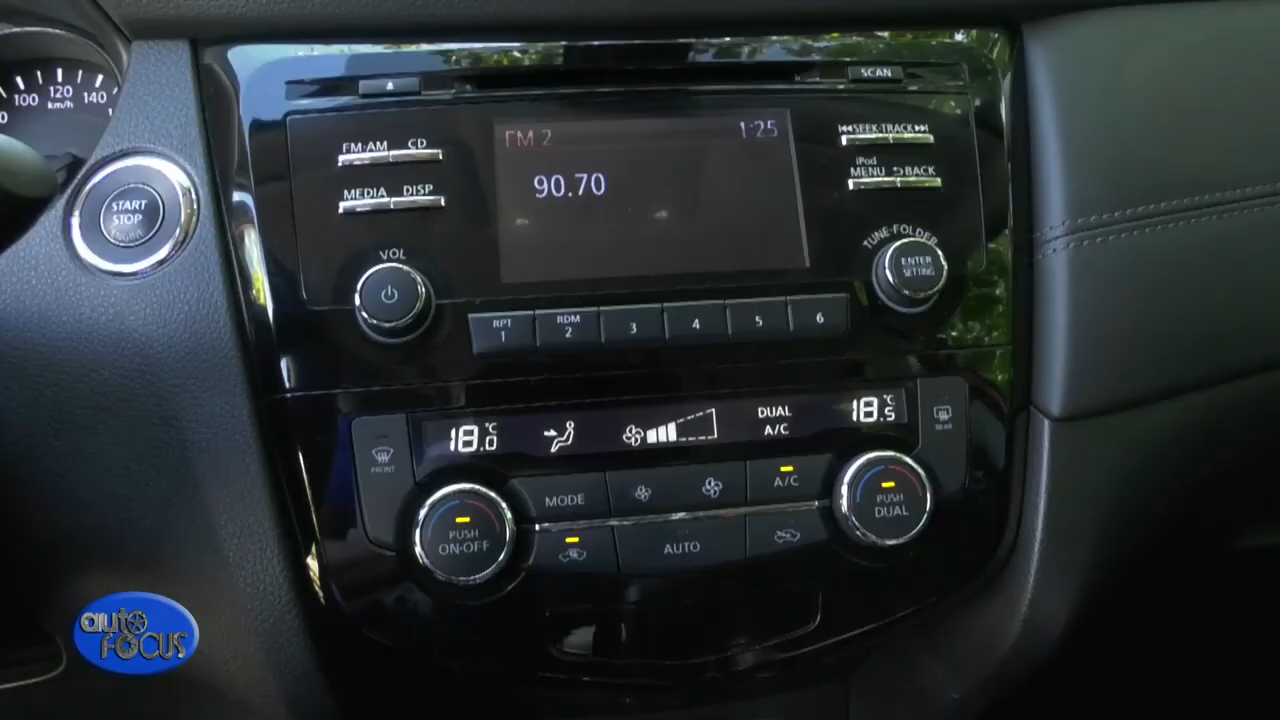 100 120 140
km/h
START
STOP
ENGINE
SCAN
FM·AM CD
MEDIA DISP
VOL
FM 2 1:25
90.70
SEEK·TRACK
iPod
MENU BACK
TUNE·FOLDER
ENTER
SETTING
RPT
1
RDM
2
3
4
5
6
FRONT
18.0 °C
DUAL
A/C
18.5 °C
REAR
MODE
A/C
PUSH
ON·OFF
AUTO
PUSH
DUAL
auto
FOCUS